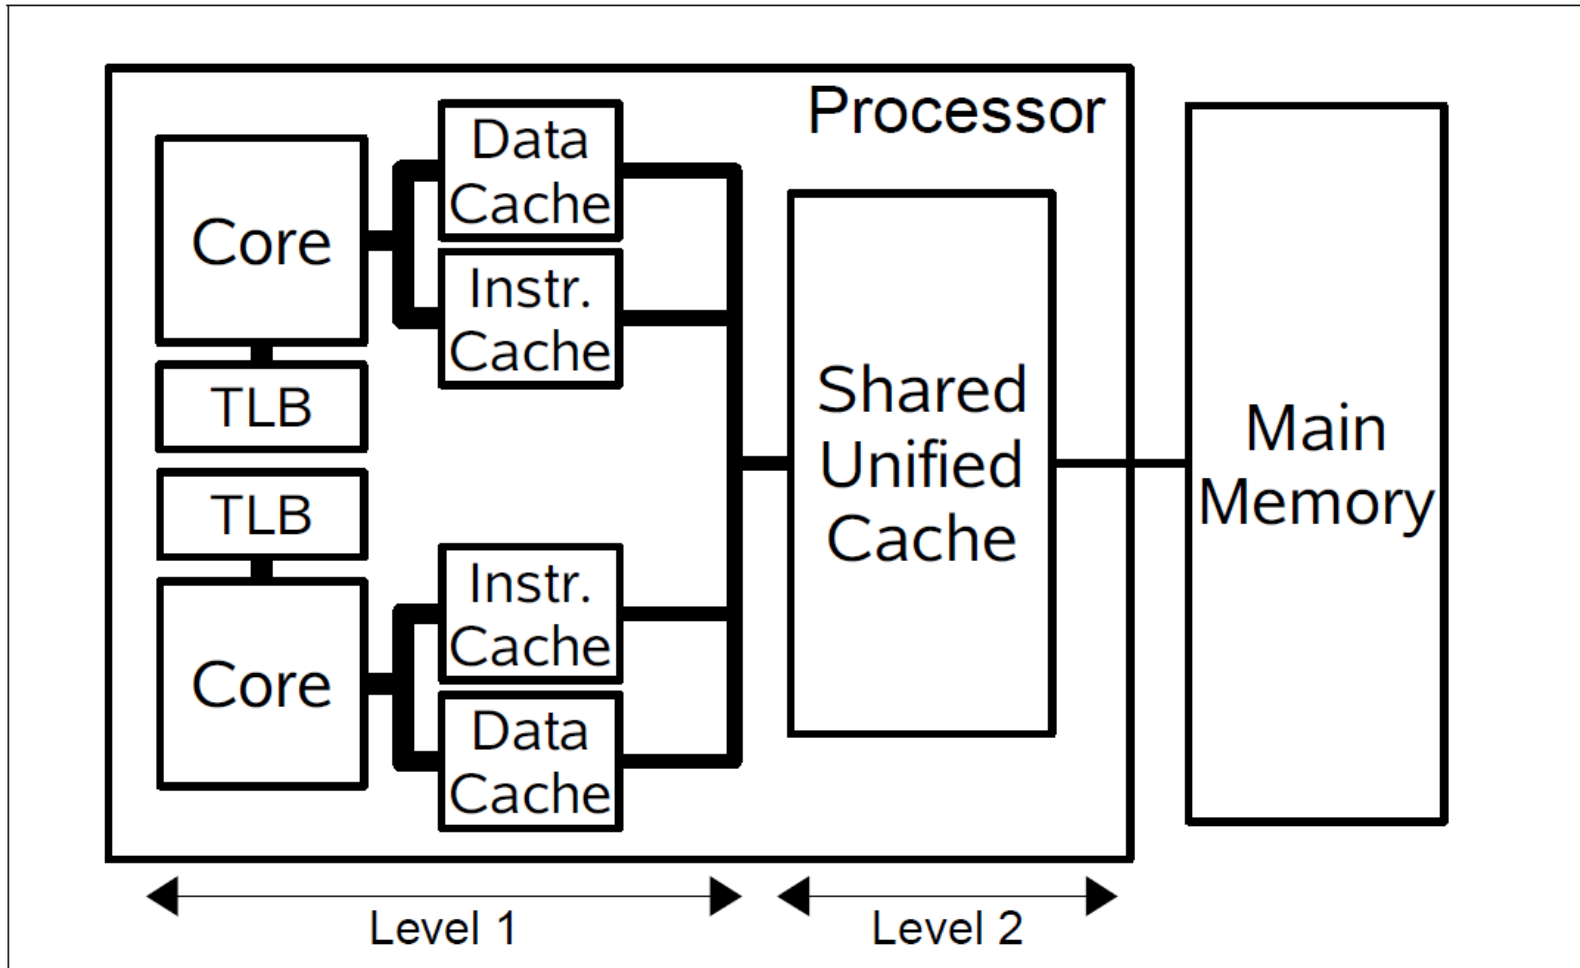 Processor
Core
Data
Cache
Instr.
Cache
TLB
TLB
Core
Instr.
Cache
Data
Cache
Shared
Unified
Cache
Main
Memory
Level 1
Level 2